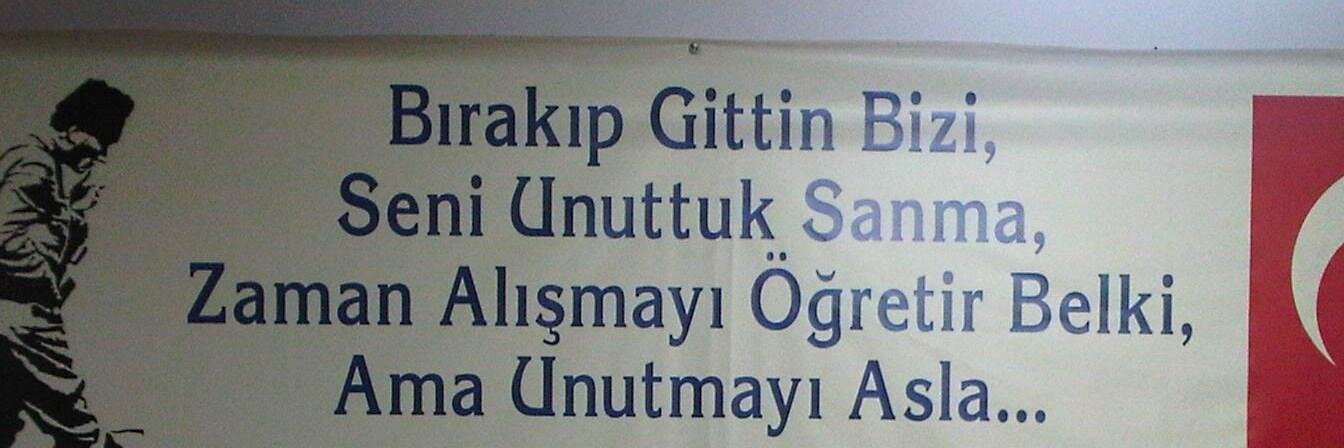 Bırakıp Gittin Bizi,
Seni Unuttuk Sanma,
Zaman Alışmayı Öğretir Belki,
Ama Unutmayı Asla...